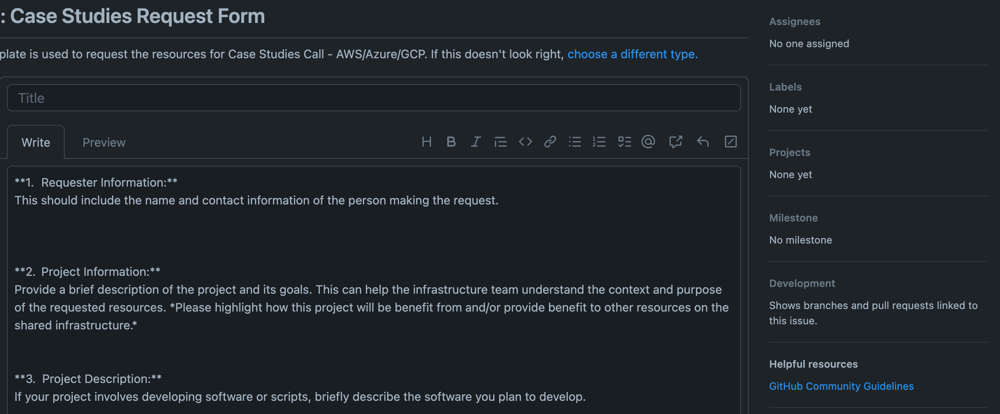 : Case Studies Request Form
plate is used to request the resources for Case Studies Call - AWS/Azure/GCP. If this doesn't look right, choose a different type.
Title
Write
Preview
**1.  Requester Information:**
This should include the name and contact information of the person making the request.
**2.  Project Information:**
Provide a brief description of the project and its goals. This can help the infrastructure team understand the context and purpose
of the requested resources. *Please highlight how this project will be benefit from and/or provide benefit to other resources on the
shared infrastructure.*
**3.  Project Description:**
If your project involves developing software or scripts, briefly describe the software you plan to develop.
Assignees
No one assigned
Labels
None yet
Projects
None yet
Milestone
No milestone
Development
Shows branches and pull requests linked to
this issue.
Helpful resources
GitHub Community Guidelines